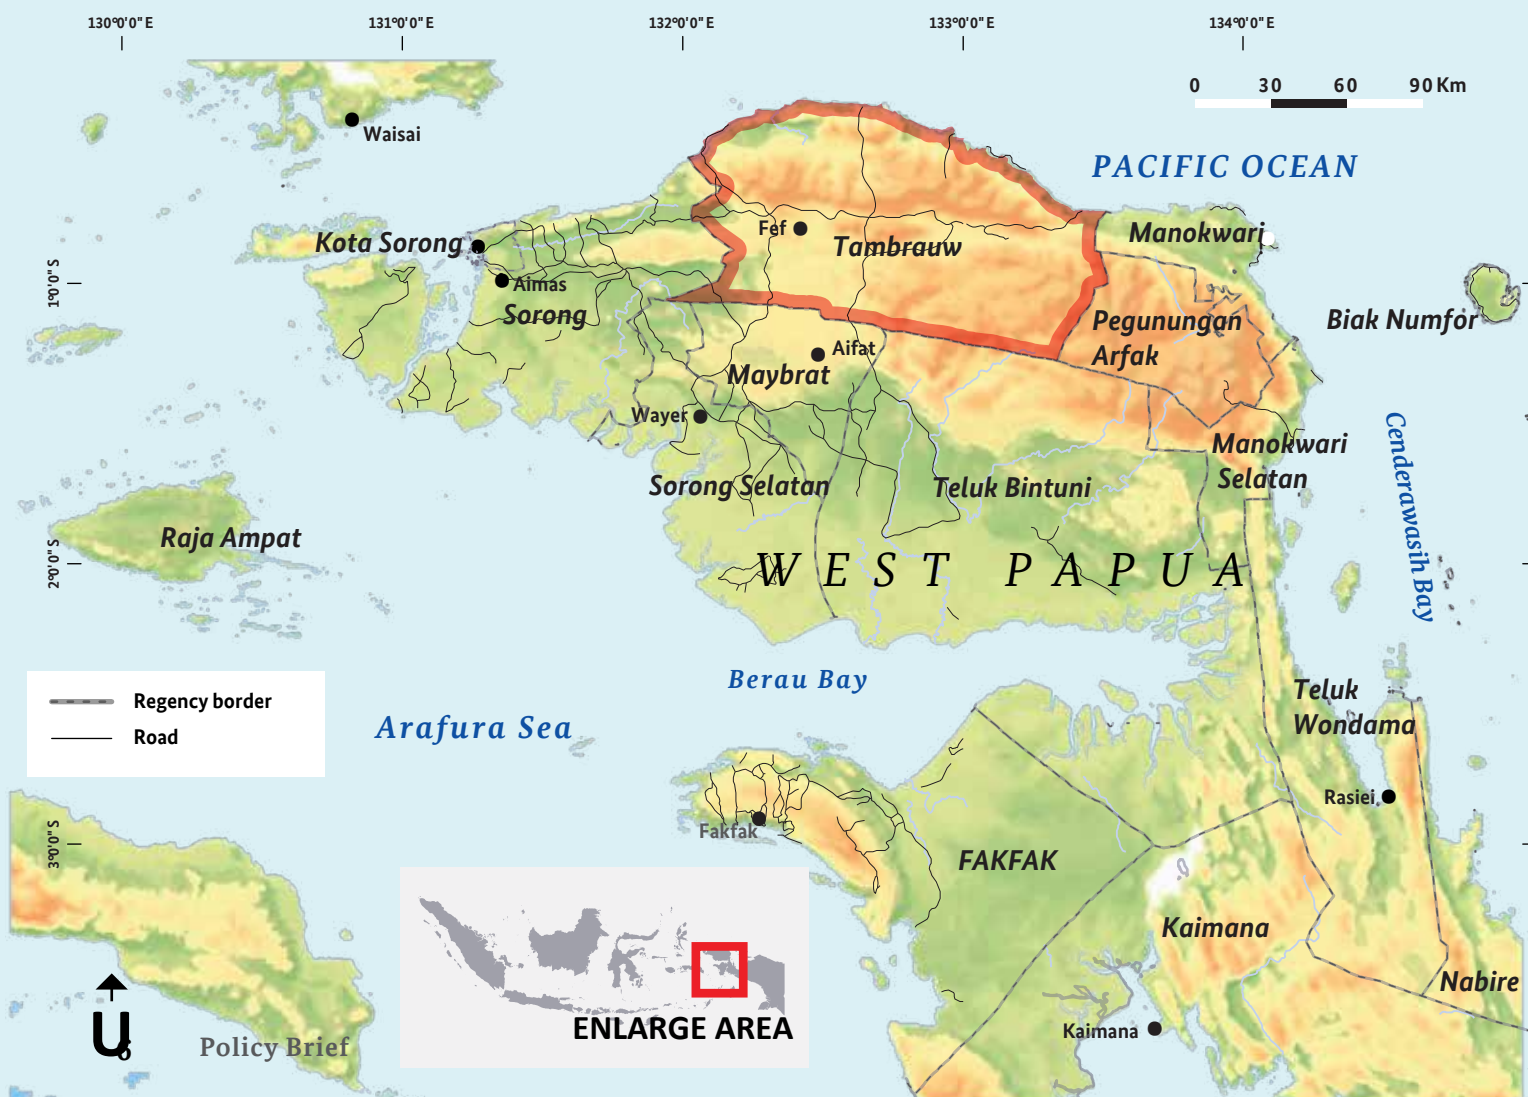 130°0'0" E
131°0'0" E
132°0'0" E
133°0'0" E
134°0'0" E
0 30 60 90 Km
Waisai
PACIFIC OCEAN
Kota Sorong
Fef
Tambrauw
Manokwari
1°0'0" S
Aimas
Sorong
Pegunungan
Arfak
Biak Numfor
Aifat
Maybrat
Wayer
Manokwari
Selatan
Sorong Selatan
Teluk Bintuni
Cenderawasih Bay
Raja Ampat
2°0'0" S
WEST PAPUA
Berau Bay
Regency border
Road
Arafura Sea
Teluk
Wondama
Rasiei
3°0'0" S
Fakfak
FAKFAK
Kaimana
Nabire
U
Policy Brief
ENLARGE AREA
Kaimana